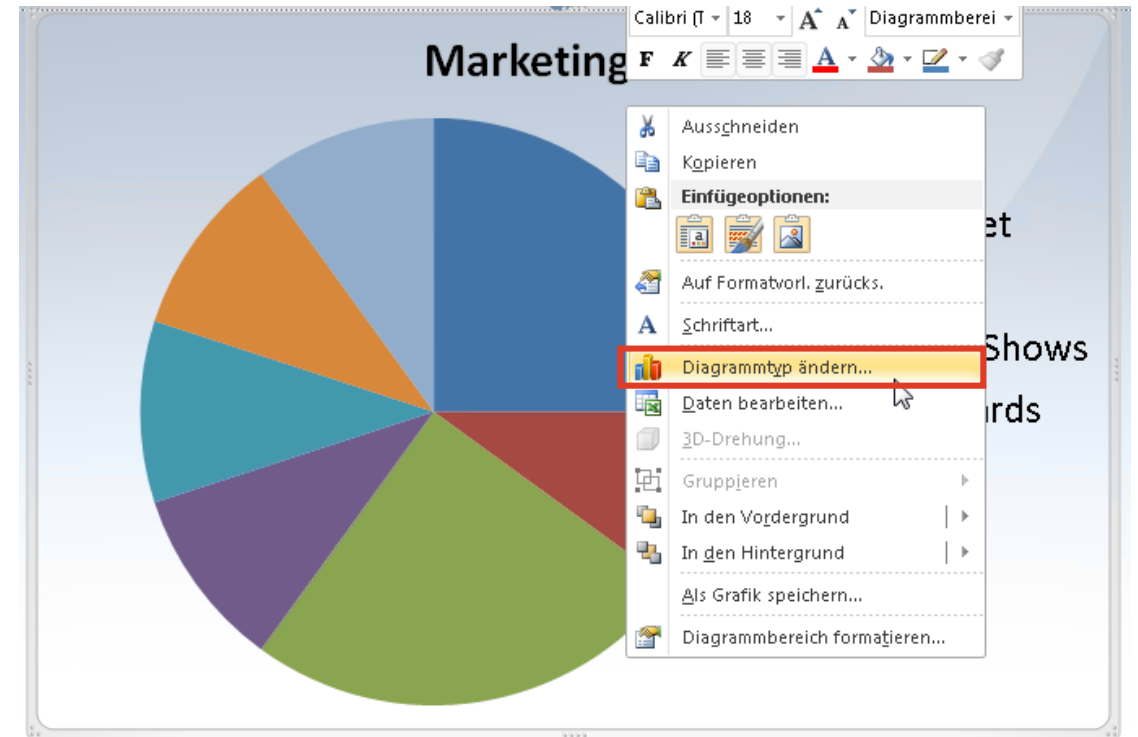 Calibri (T 18 A A Diagrammberei
Marketing
F K A
Ausschneiden
Kopieren
Einfügeoptionen:
a
et
Auf Formatvorl. zurücks.
A Schriftart...
Shows
Diagrammtyp ändern...
Daten bearbeiten...
rds
3D-Drehung...
Gruppieren
In den Vordergrund
In den Hintergrund
Als Grafik speichern...
Diagrammbereich formatieren...